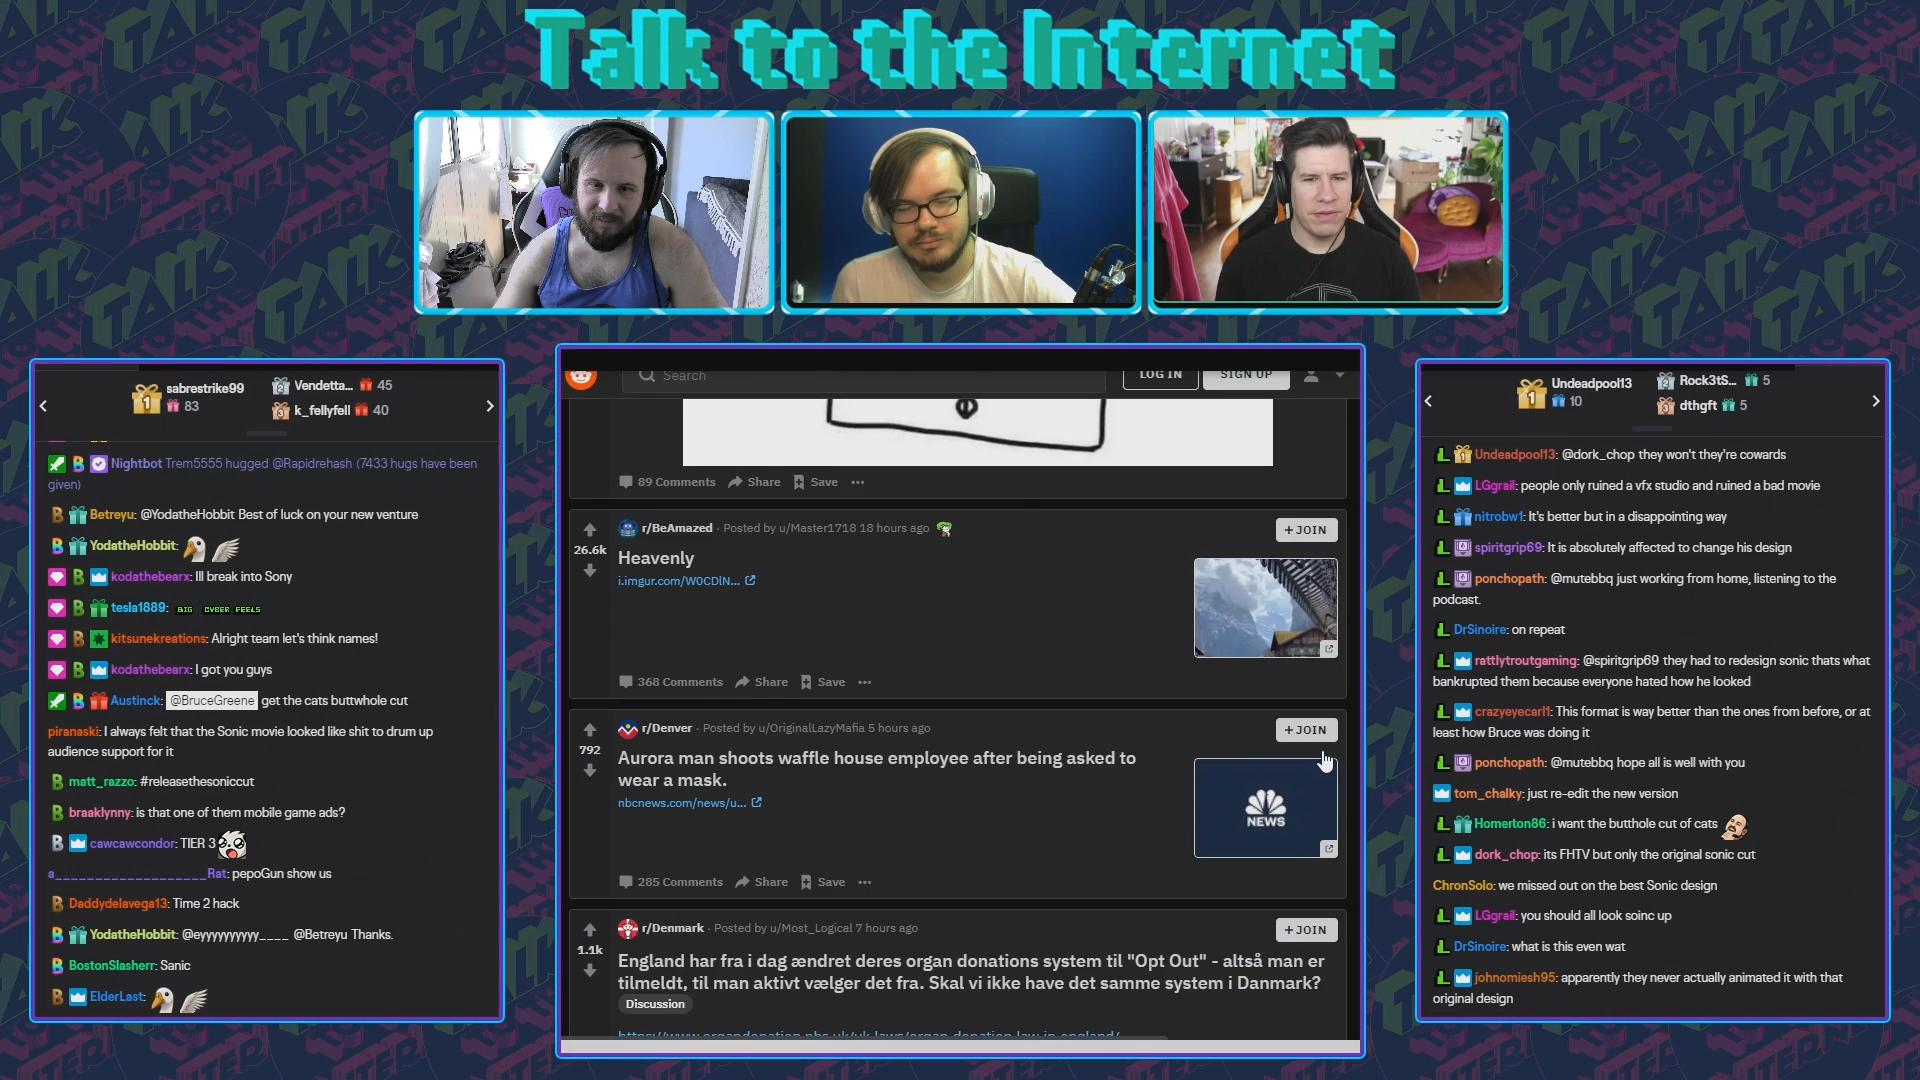 Talk to the Internet
sabrestrike99
83
Vendetta... 45
k_fellyfell 40
Nightbot Trem5555 hugged @Rapidrehash (7433 hugs have been
given)
Betreyu: @YodatheHobbit Best of luck on your new venture
YodatheHobbit:
kodathebearx: Ill break into Sony
tesla1889: BIG CYBER FEELS
kitsunekreations: Alright team let's think names!
kodathebearx: I got you guys
Austinck: @BruceGreene get the cats buttwhole cut
piranaski: I always felt that the Sonic movie looked like shit to drum up
audience support for it
matt_razzo: #releasethesoniccut
braaklynny: is that one of them mobile game ads?
cawcawcondor: TIER 3
a___________________Rat: pepoGun show us
Daddydelavega13: Time 2 hack
YodatheHobbit: @eyyyyyyyyy____ @Betreyu Thanks.
BostonSlasherr: Sanic
ElderLast:
Search
LOG IN
SIGN UP
89 Comments Share Save ...
r/BeAmazed · Posted by u/Master1718 18 hours ago
+ JOIN
26.6k
Heavenly
i.imgur.com/W0CDlN...
368 Comments Share Save ...
r/Denver · Posted by u/OriginalLazyMafia 5 hours ago
+ JOIN
792
Aurora man shoots waffle house employee after being asked to
wear a mask.
nbcnews.com/news/u...
NEWS
285 Comments Share Save ...
r/Denmark · Posted by u/Most_Logical 7 hours ago
+ JOIN
1.1k
England har fra i dag ændret deres organ donations system til "Opt Out" - altså man er
tilmeldt, til man aktivt vælger det fra. Skal vi ikke have det samme system i Danmark?
Discussion
https://www.organdonation.nhs.uk/uk-laws/organ-donation-law-in-england/
Undeadpool13
10
Rock3tS... 5
dthgft 5
Undeadpool13: @dork_chop they won't they're cowards
LGgrail: people only ruined a vfx studio and ruined a bad movie
nitrobw1: It's better but in a disappointing way
spiritgrip69: It is absolutely affected to change his design
ponchopath: @mutebbq just working from home, listening to the
podcast.
DrSinoire: on repeat
rattlytroutgaming: @spiritgrip69 they had to redesign sonic thats what
bankrupted them because everyone hated how he looked
crazyeyecarl1: This format is way better than the ones from before, or at
least how Bruce was doing it
ponchopath: @mutebbq hope all is well with you
tom_chalky: just re-edit the new version
Homerton86: i want the butthole cut of cats
dork_chop: its FHTV but only the original sonic cut
ChronSolo: we missed out on the best Sonic design
LGgrail: you should all look soinc up
DrSinoire: what is this even wat
johnomiesh95: apparently they never actually animated it with that
original design